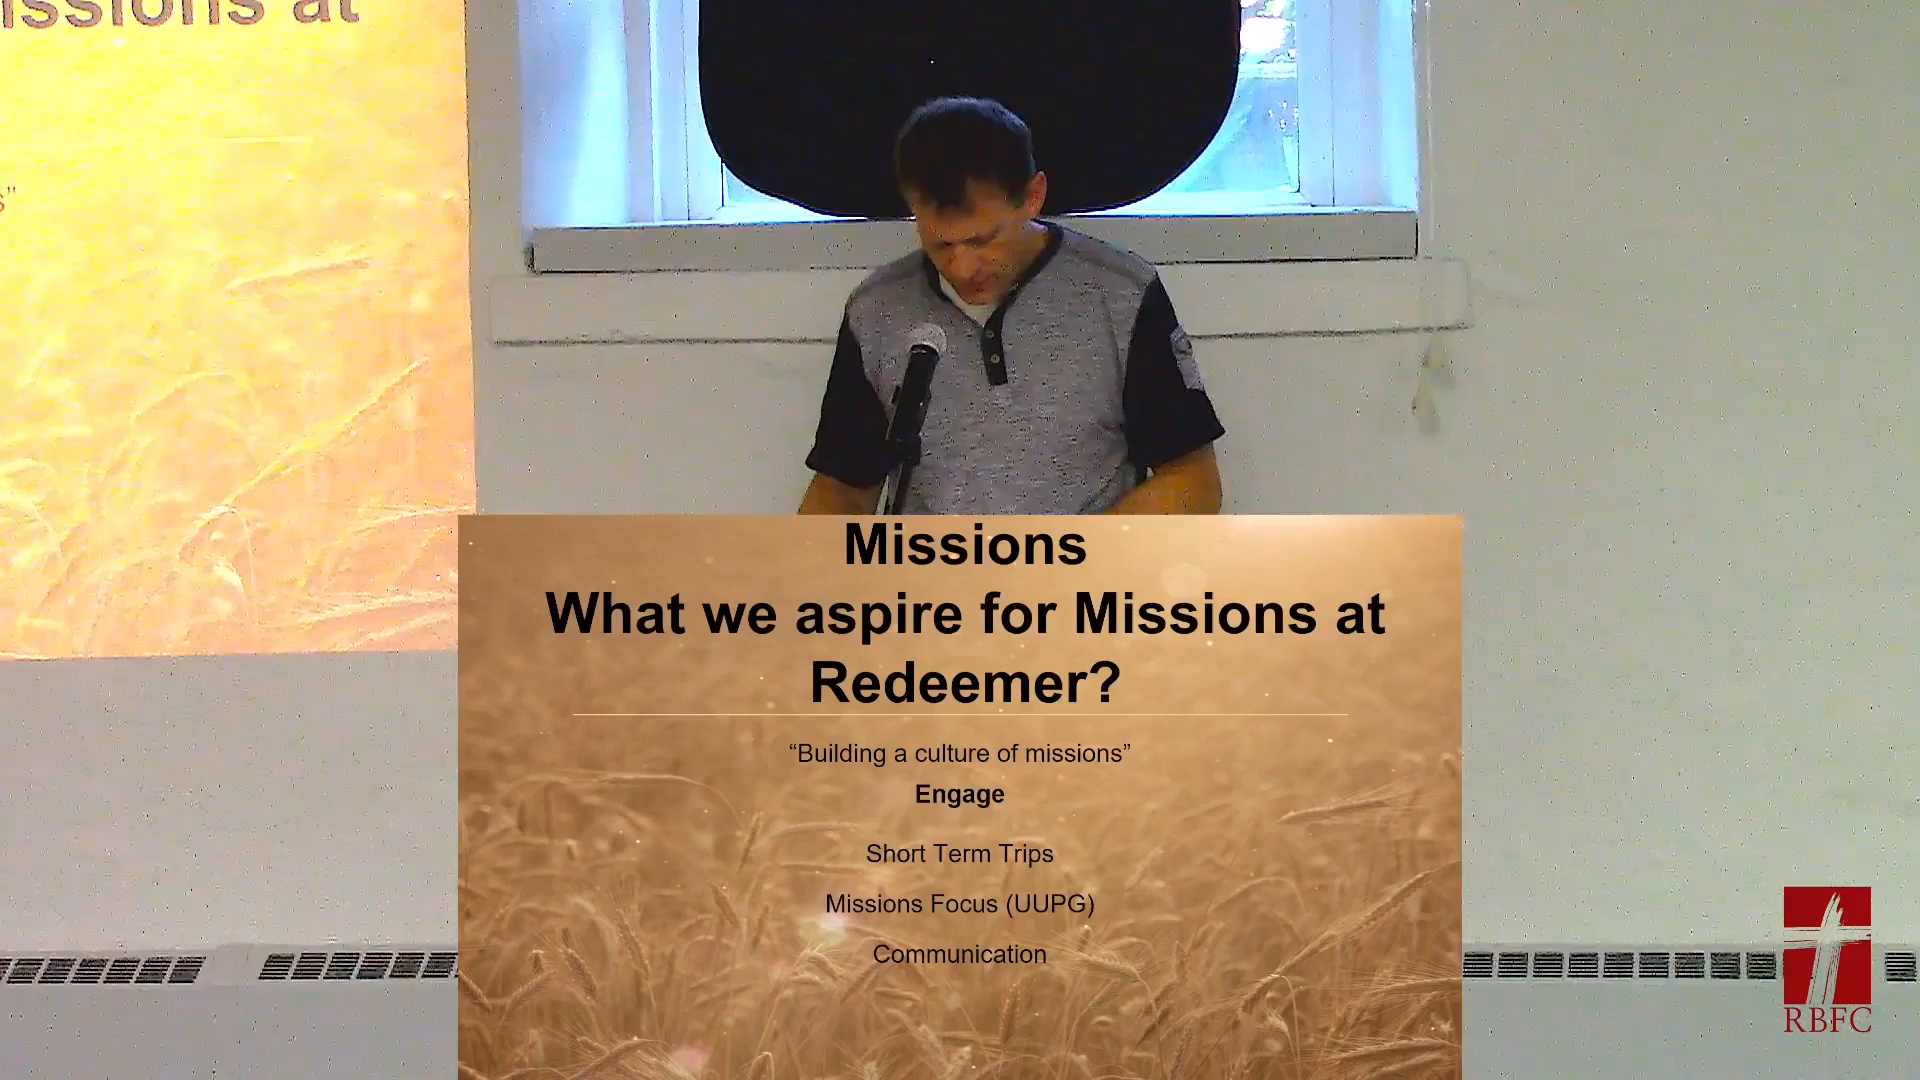 issions at
s”
Missions
What we aspire for Missions at
Redeemer?
“Building a culture of missions”
Engage
Short Term Trips
Missions Focus (UUPG)
Communication
RBFC